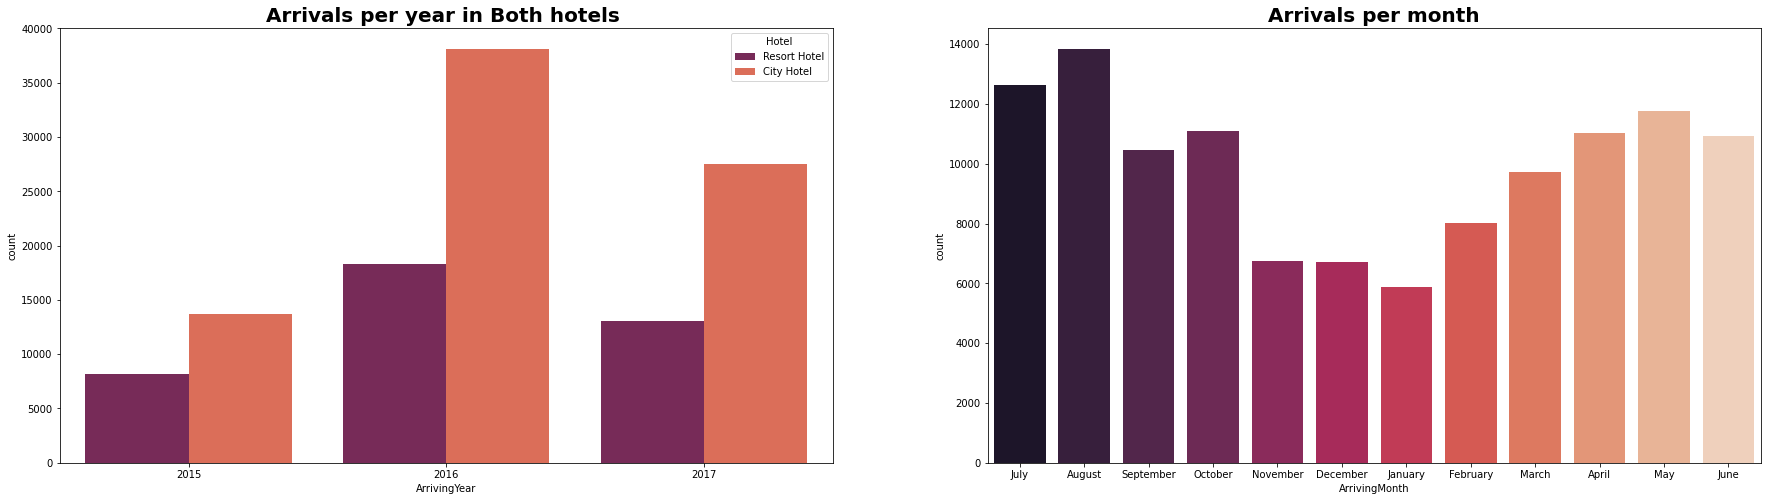 Arrivals per year in Both hotels
40000
35000
30000
25000
20000
15000
10000
5000
0
count
Hotel
Resort Hotel
City Hotel
2015 2016 2017
ArrivingYear
Arrivals per month
14000
12000
10000
8000
6000
4000
2000
0
count
July August September October November December January February March April May June
ArrivingMonth